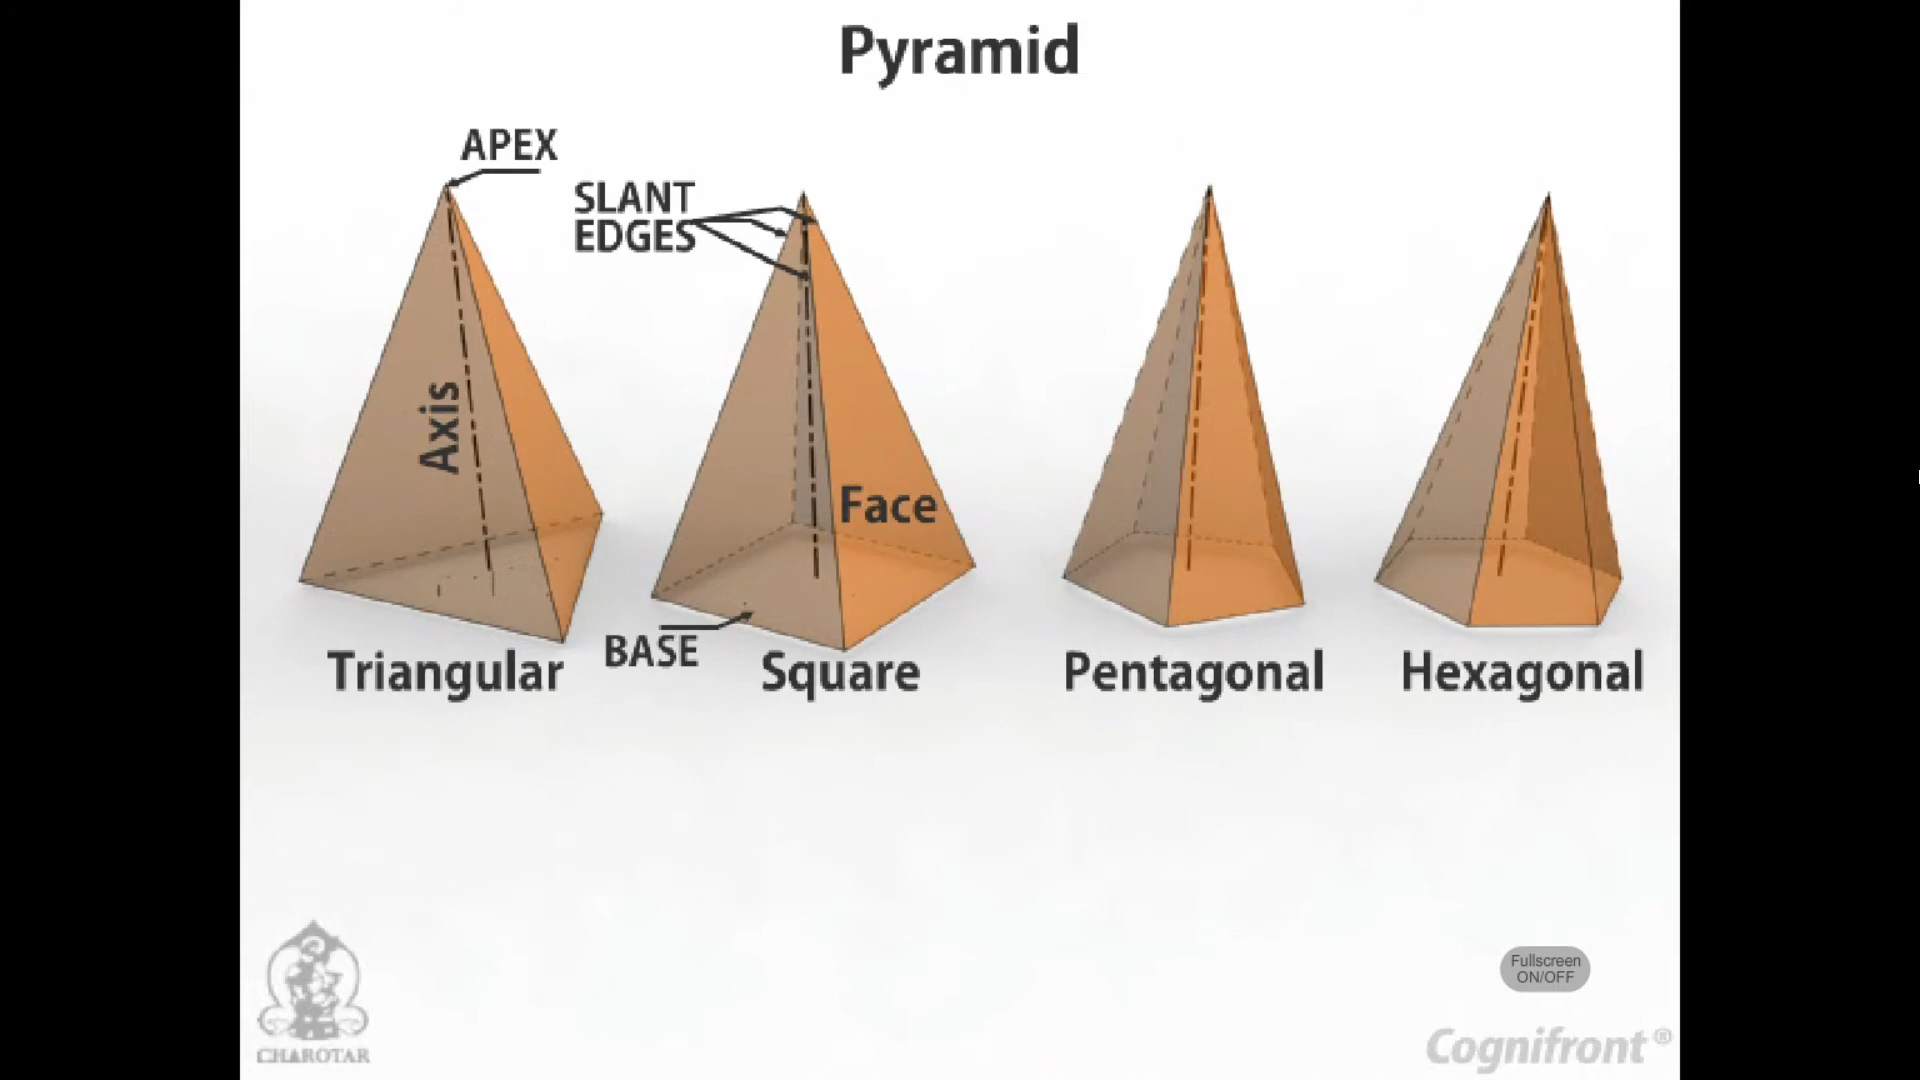 Pyramid
APEX
SLANT
EDGES
Axis
Face
BASE
Triangular
Square
Pentagonal
Hexagonal
Fullscreen
ON/OFF
CHAROTAR
Cognifront®